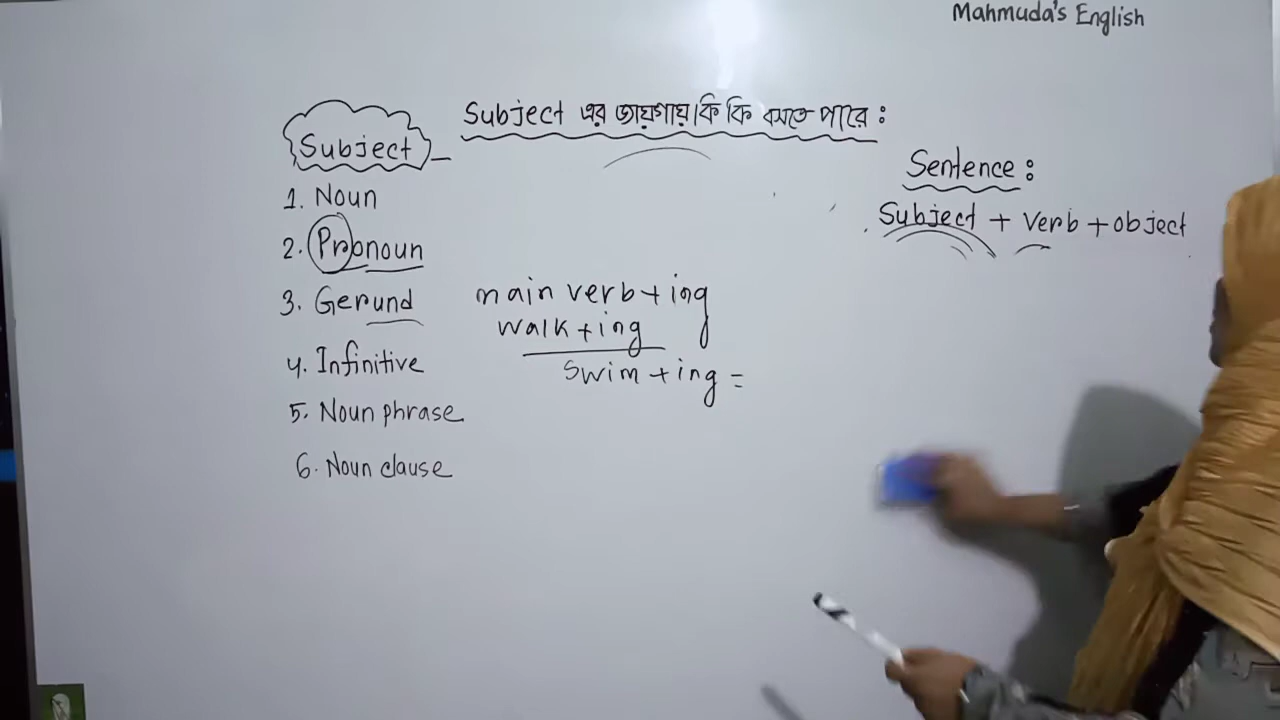 Mahmuda's English
Subject এর জায়গায় কি কি বসতে পারে :
Subject -
1. Noun
2. Pronoun
3. Gerund
4. Infinitive
5. Noun phrase
6. Noun clause
main verb + ing
walk + ing
swim + ing =
Sentence :
Subject + verb + object